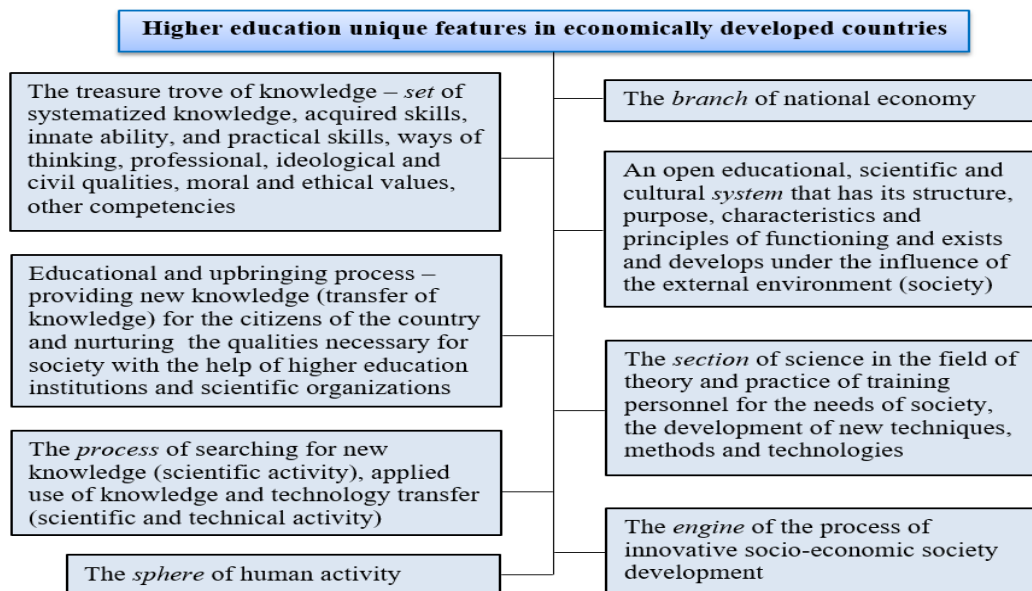 Higher education unique features in economically developed countries
The treasure trove of knowledge – set of
systematized knowledge, acquired skills,
innate ability, and practical skills, ways of
thinking, professional, ideological and
civil qualities, moral and ethical values,
other competencies
Educational and upbringing process –
providing new knowledge (transfer of
knowledge) for the citizens of the country
and nurturing the qualities necessary for
society with the help of higher education
institutions and scientific organizations
The process of searching for new
knowledge (scientific activity), applied
use of knowledge and technology transfer
(scientific and technical activity)
The sphere of human activity
The branch of national economy
An open educational, scientific and
cultural system that has its structure,
purpose, characteristics and
principles of functioning and exists
and develops under the influence of
the external environment (society)
The section of science in the field of
theory and practice of training
personnel for the needs of society,
the development of new techniques,
methods and technologies
The engine of the process of
innovative socio-economic society
development